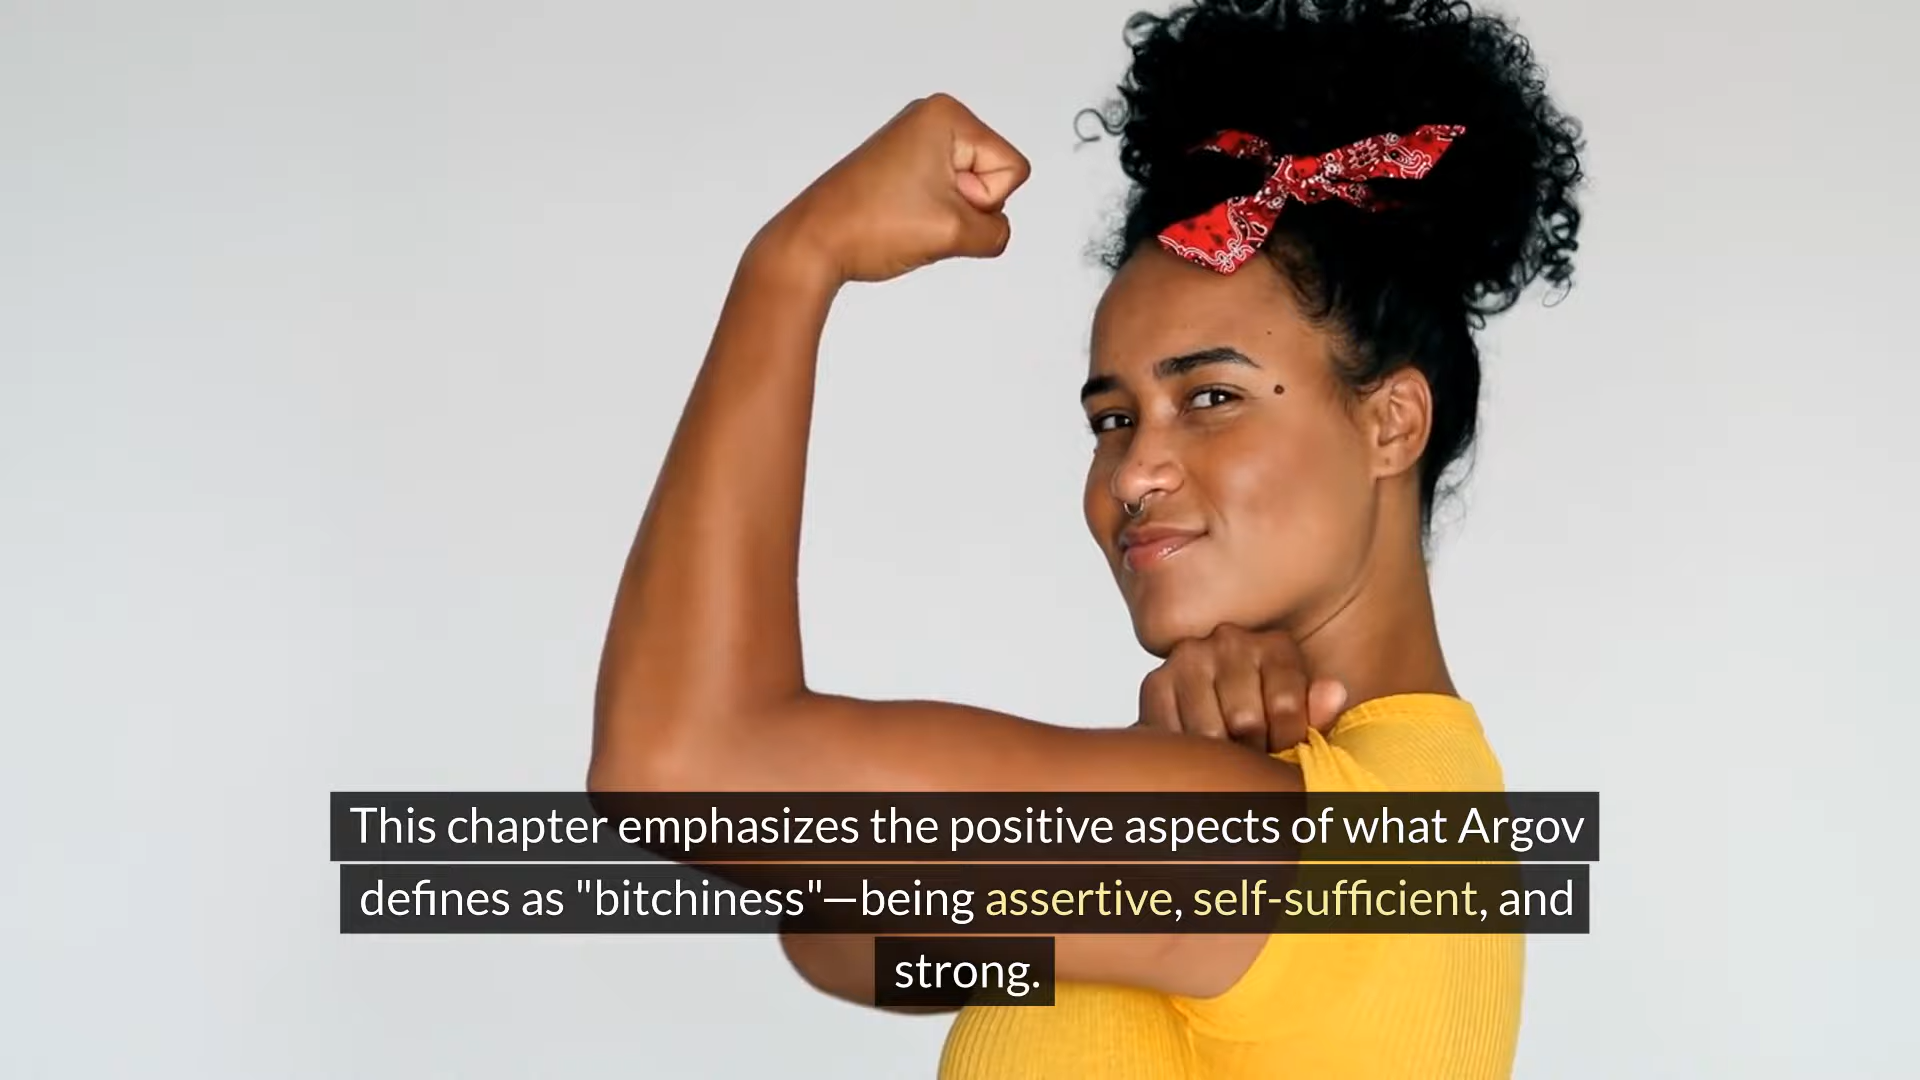 This chapter emphasizes the positive aspects of what Argov
defines as "bitchiness"—being assertive, self-sufficient, and
strong.